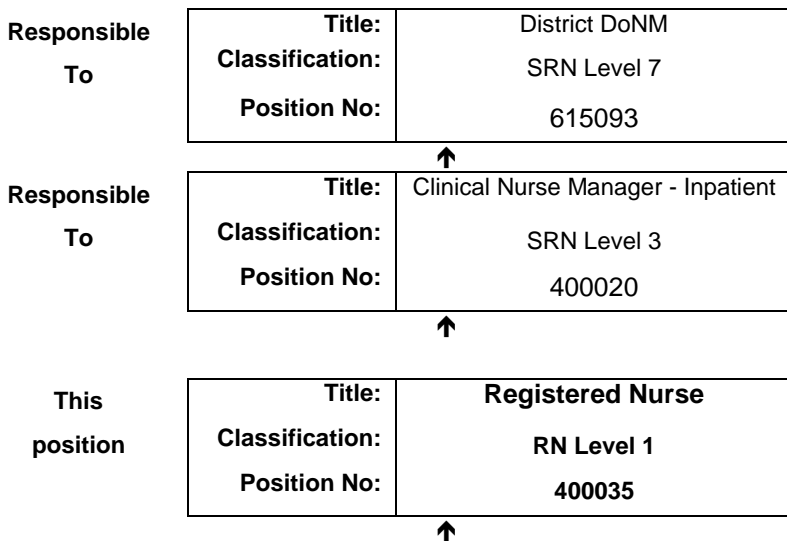 Responsible
To
Title: District DoNM
Classification: SRN Level 7
Position No: 615093
Responsible
To
Title: Clinical Nurse Manager - Inpatient
Classification: SRN Level 3
Position No: 400020
This
position
Title: Registered Nurse
Classification: RN Level 1
Position No: 400035